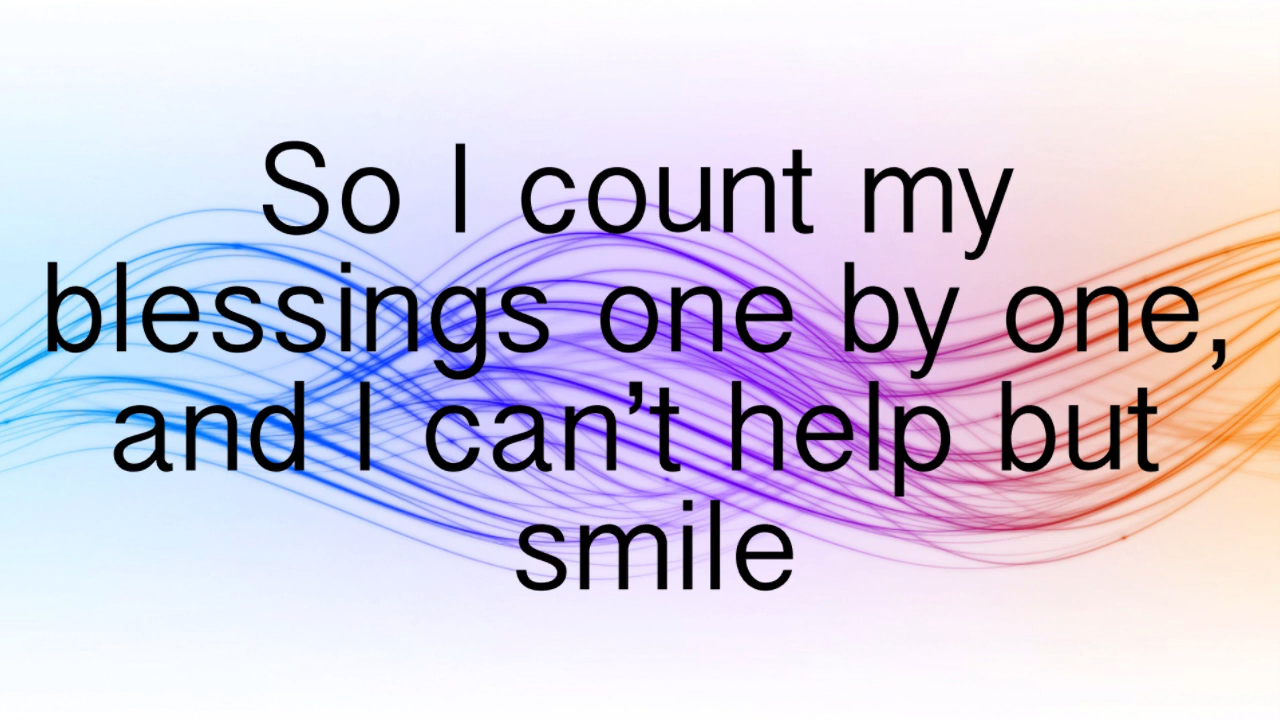 So I count my
blessings one by one,
and I can’t help but
smile